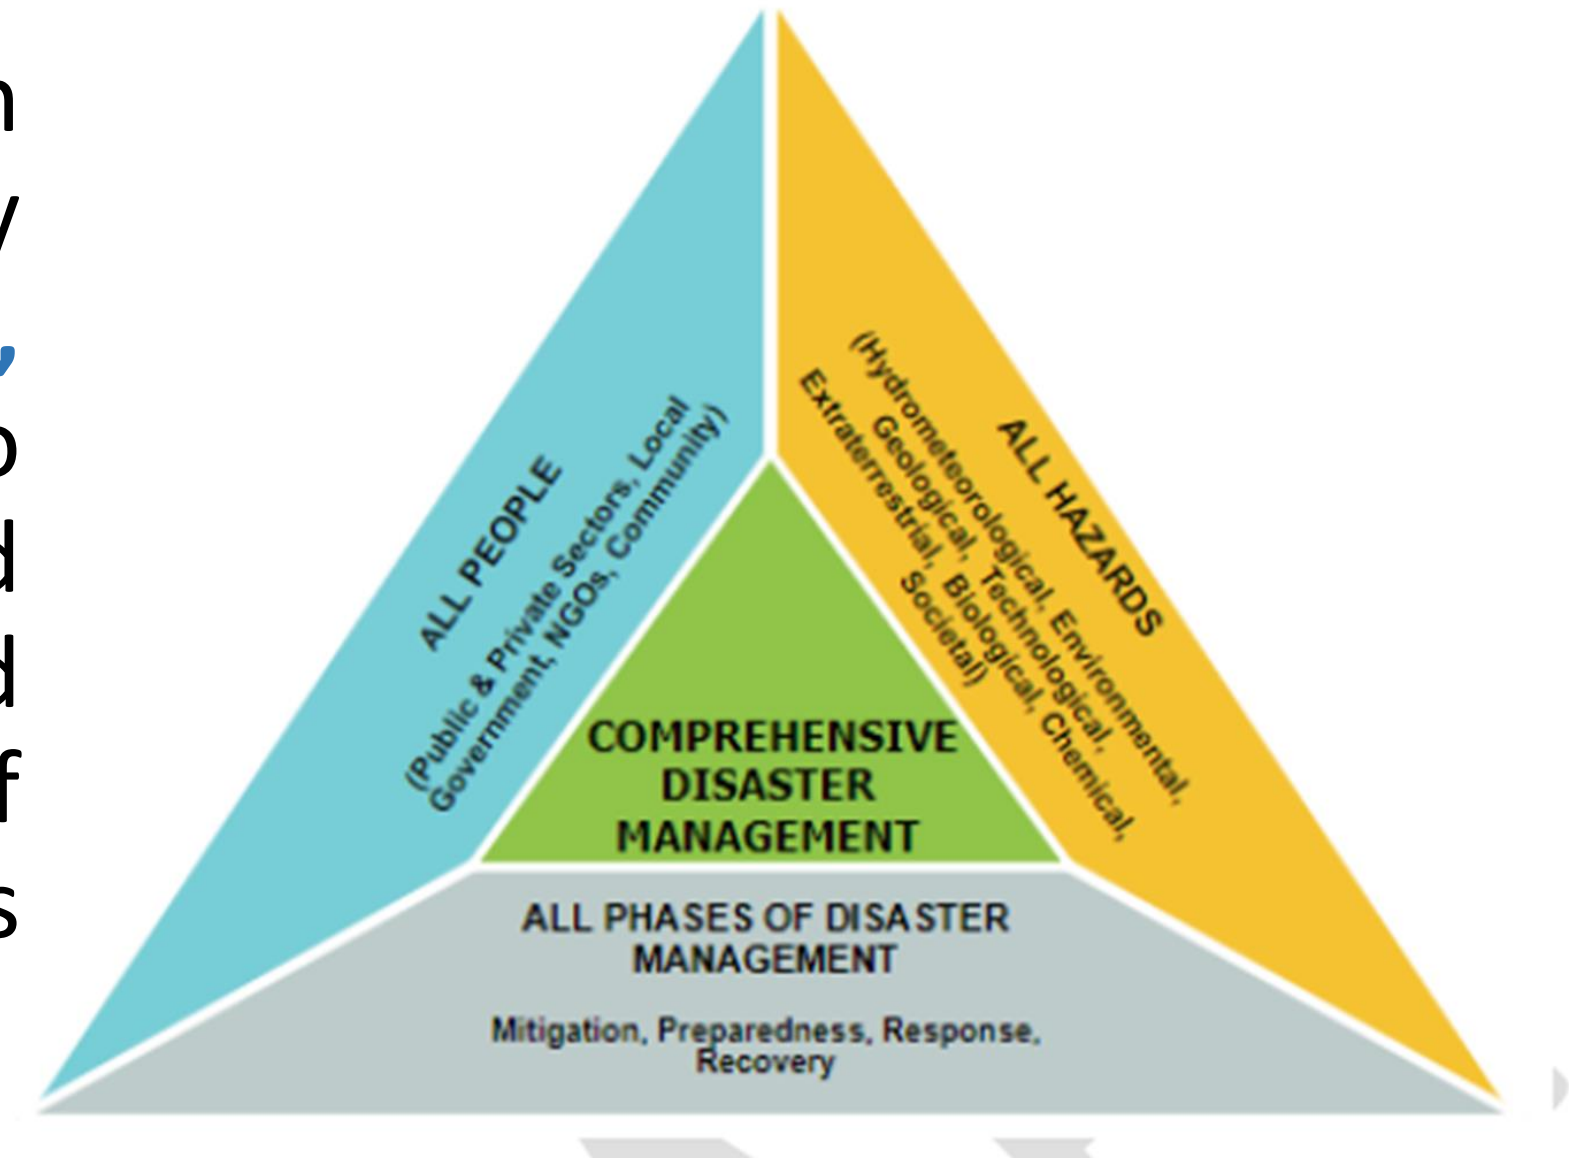 n
y
,
o
d
d
f
s
ALL PEOPLE
(Public & Private Sectors, Local
Government, NGOs, Community)
ALL HAZARDS
(Hydrometeorological, Environmental,
Geological, Technological,
Extraterrestrial, Biological, Chemical,
Societal)
COMPREHENSIVE
DISASTER
MANAGEMENT
ALL PHASES OF DISASTER
MANAGEMENT
Mitigation, Preparedness, Response,
Recovery